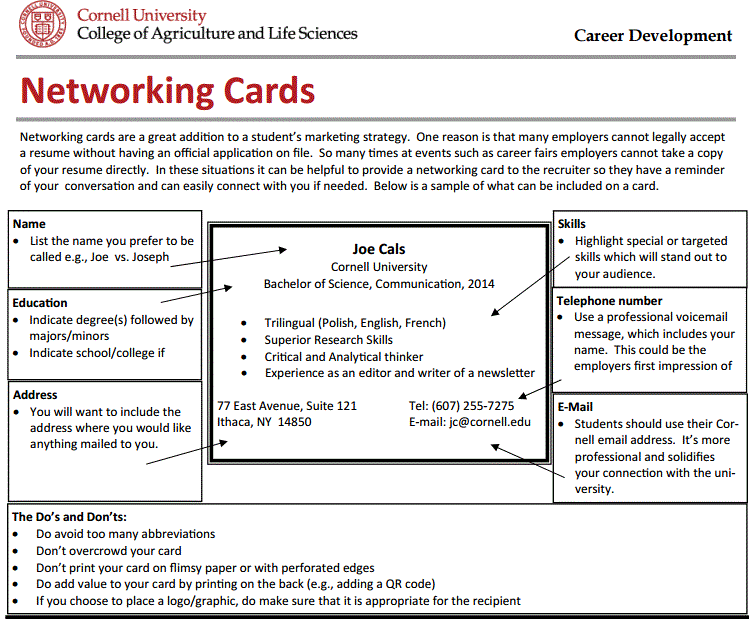 Cornell University
College of Agriculture and Life Sciences
Career Development
Networking Cards
Networking cards are a great addition to a student's marketing strategy. One reason is that many employers cannot legally accept
a resume without having an official application on file. So many times at events such as career fairs employers cannot take a copy
of your resume directly. In these situations it can be helpful to provide a networking card to the recruiter so they have a reminder
of your conversation and can easily connect with you if needed. Below is a sample of what can be included on a card.
Name
• List the name you prefer to be
called e.g., Joe vs. Joseph
Education
• Indicate degree(s) followed by
majors/minors
• Indicate school/college if
Address
• You will want to include the
address where you would like
anything mailed to you.
Joe Cals
Cornell University
Bachelor of Science, Communication, 2014
• Trilingual (Polish, English, French)
• Superior Research Skills
• Critical and Analytical thinker
• Experience as an editor and writer of a newsletter
77 East Avenue, Suite 121
Ithaca, NY 14850
Tel: (607) 255-7275
E-mail: jc@cornell.edu
Skills
• Highlight special or targeted
skills which will stand out to
your audience.
Telephone number
• Use a professional voicemail
message, which includes your
name. This could be the
employers first impression of
E-Mail
• Students should use their Cor-
nell email address. It's more
professional and solidifies
your connection with the uni-
versity.
The Do's and Don'ts:
• Do avoid too many abbreviations
• Don't overcrowd your card
• Don't print your card on flimsy paper or with perforated edges
• Do add value to your card by printing on the back (e.g., adding a QR code)
• If you choose to place a logo/graphic, do make sure that it is appropriate for the recipient